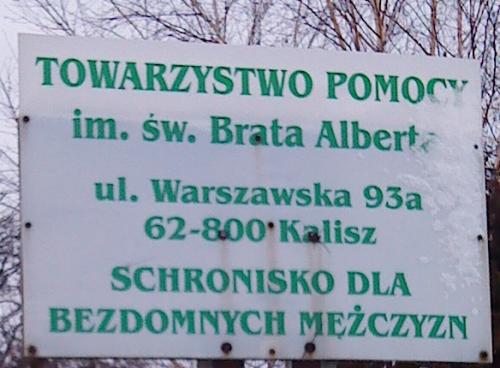 TOWARZYSTWO POMOCY
im. św. Brata Alberta
ul. Warszawska 93a
62-800 Kalisz
SCHRONISKO DLA
BEZDOMNYCH MĘŻCZYZN